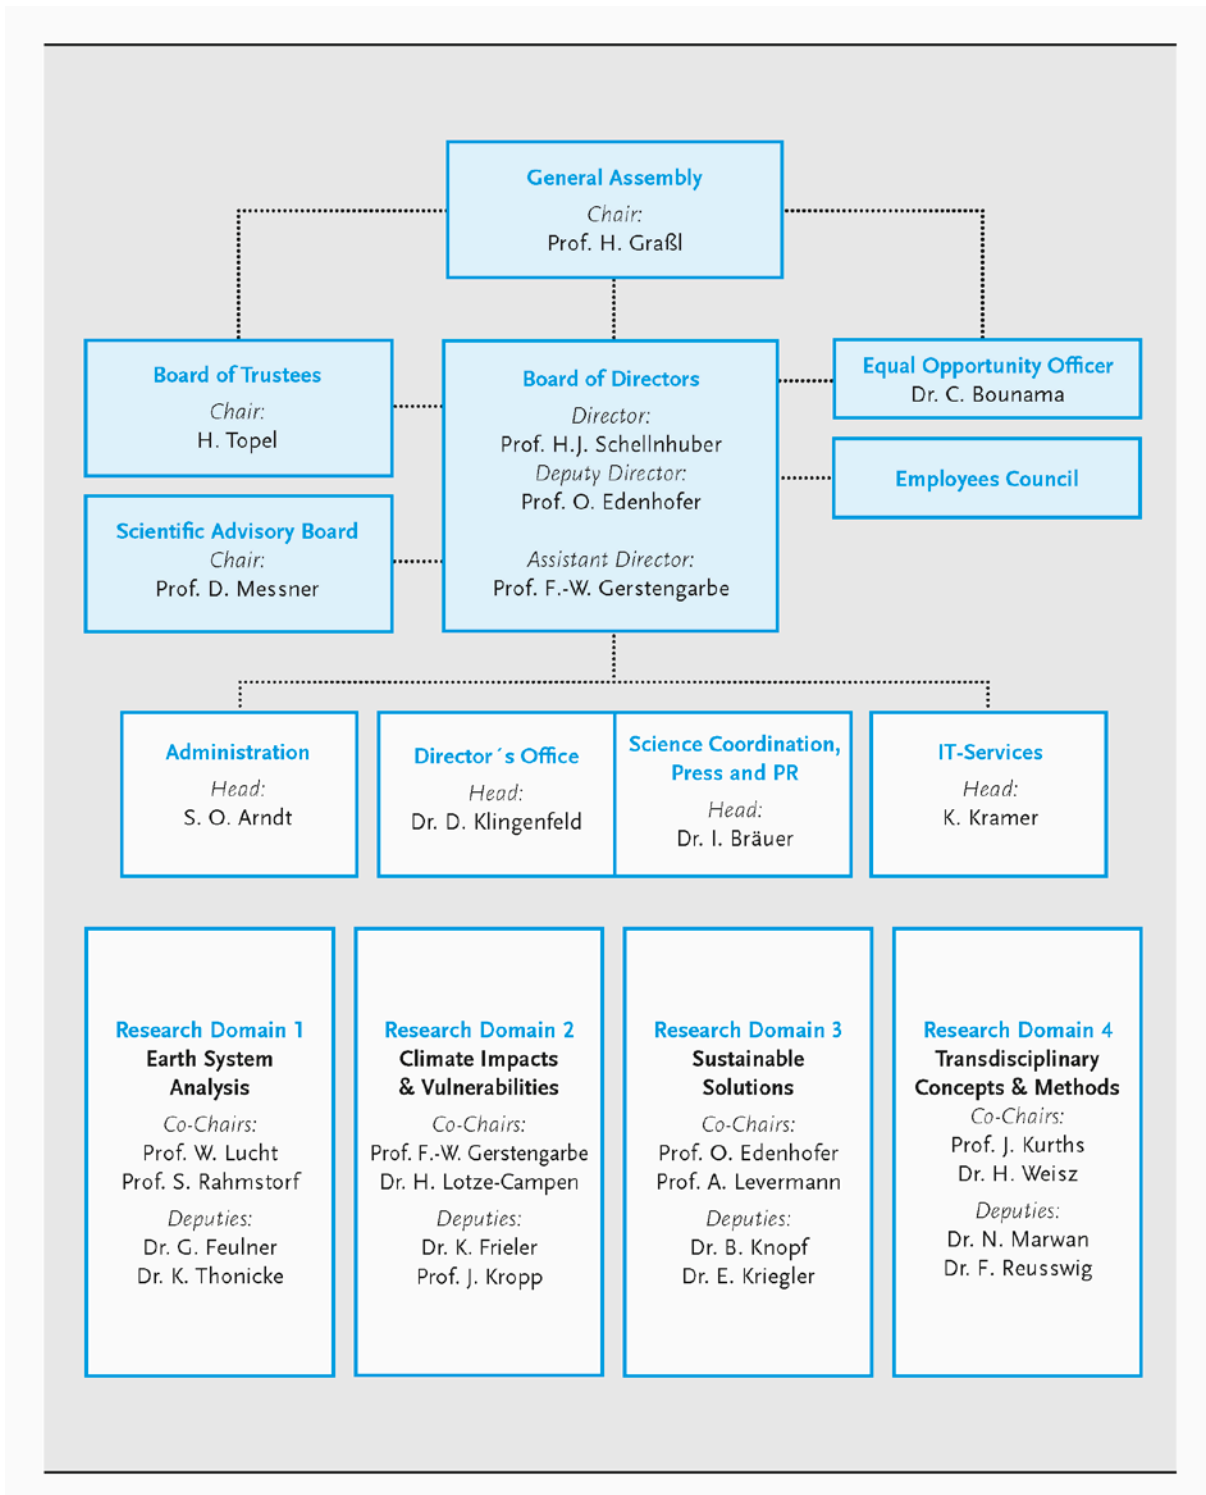 General Assembly
Chair:
Prof. H. Graßl
Board of Trustees
Chair:
H. Topel
Scientific Advisory Board
Chair:
Prof. D. Messner
Board of Directors
Director:
Prof. H.J. Schellnhuber
Deputy Director:
Prof. O. Edenhofer
Assistant Director:
Prof. F.-W. Gerstengarbe
Equal Opportunity Officer
Dr. C. Bounama
Employees Council
Administration
Head:
S. O. Arndt
Director´s Office
Head:
Dr. D. Klingenfeld
Science Coordination,
Press and PR
Head:
Dr. I. Bräuer
IT-Services
Head:
K. Kramer
Research Domain 1
Earth System
Analysis
Co-Chairs:
Prof. W. Lucht
Prof. S. Rahmstorf
Deputies:
Dr. G. Feulner
Dr. K. Thonicke
Research Domain 2
Climate Impacts
& Vulnerabilities
Co-Chairs:
Prof. F.-W. Gerstengarbe
Dr. H. Lotze-Campen
Deputies:
Dr. K. Frieler
Prof. J. Kropp
Research Domain 3
Sustainable
Solutions
Co-Chairs:
Prof. O. Edenhofer
Prof. A. Levermann
Deputies:
Dr. B. Knopf
Dr. E. Kriegler
Research Domain 4
Transdisciplinary
Concepts & Methods
Co-Chairs:
Prof. J. Kurths
Dr. H. Weisz
Deputies:
Dr. N. Marwan
Dr. F. Reusswig